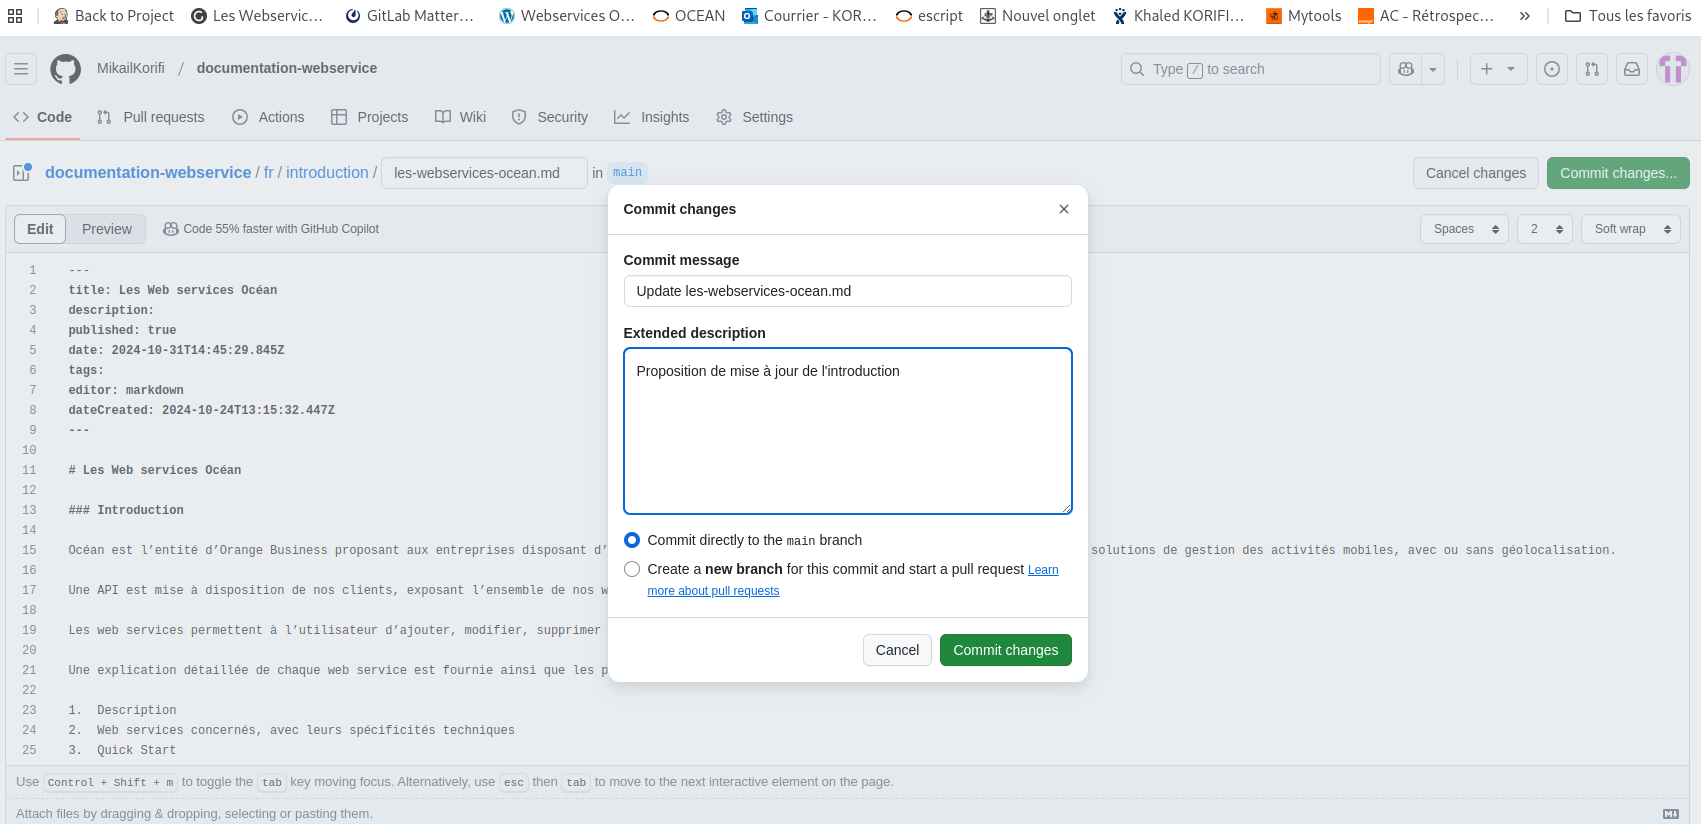 Back to Project
Les Webservic...
GitLab Matter...
Webservices O...
OCEAN
Courrier - KOR...
escript
Nouvel onglet
Khaled KORIFI...
Mytools
AC - Rétrospec...
»
Tous les favoris
MikailKorifi / documentation-webservice
Type / to search
Code
Pull requests
Actions
Projects
Wiki
Security
Insights
Settings
documentation-webservice / fr / introduction / les-webservices-ocean.md in main
Cancel changes
Commit changes...
Edit
Preview
Code 55% faster with GitHub Copilot
Spaces
2
Soft wrap
1 ---
2 title: Les Web services Océan
3 description:
4 published: true
5 date: 2024-10-31T14:45:29.845Z
6 tags:
7 editor: markdown
8 dateCreated: 2024-10-24T13:15:32.447Z
9 ---
10
11 # Les Web services Océan
12
13 ### Introduction
14
15 Océan est l’entité d’Orange Business proposant aux entreprises disposant d’ solutions de gestion des activités mobiles, avec ou sans géolocalisation.
16
17 Une API est mise à disposition de nos clients, exposant l’ensemble de nos w
18
19 Les web services permettent à l’utilisateur d’ajouter, modifier, supprimer
20
21 Une explication détaillée de chaque web service est fournie ainsi que les p
22
23 1. Description
24 2. Web services concernés, avec leurs spécificités techniques
25 3. Quick Start
Commit changes
Commit message
Update les-webservices-ocean.md
Extended description
Proposition de mise à jour de l'introduction
Commit directly to the main branch
Create a new branch for this commit and start a pull request Learn
more about pull requests
Cancel
Commit changes
Use Control + Shift + m to toggle the tab key moving focus. Alternatively, use esc then tab to move to the next interactive element on the page.
Attach files by dragging & dropping, selecting or pasting them.